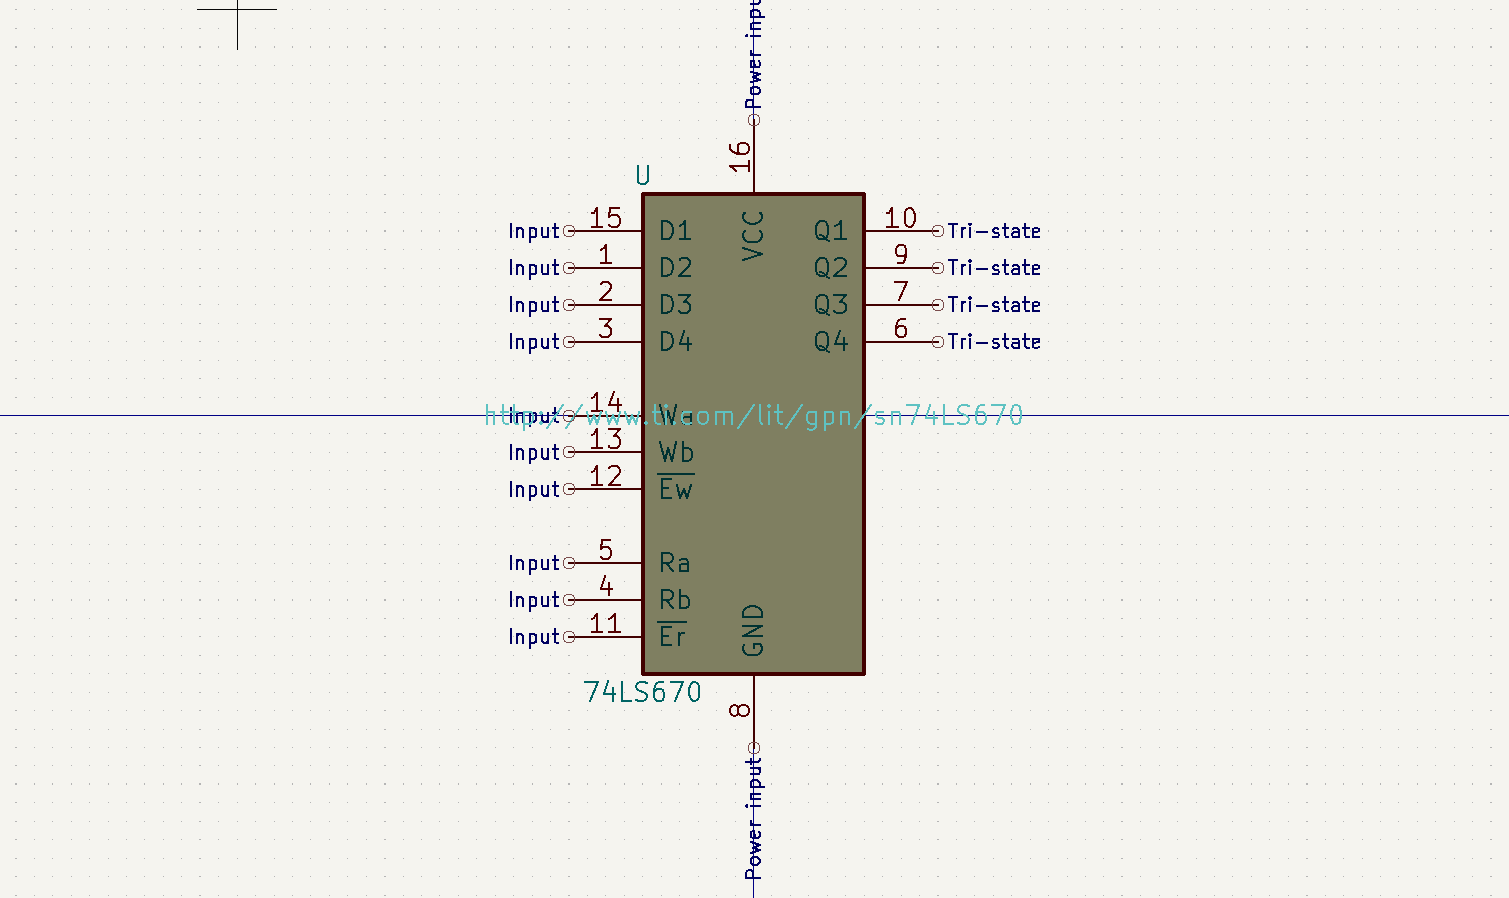 Power input
16
U
VCC
Input 15 D1 Q1 10 Tri-state
Input 1 D2 Q2 9 Tri-state
Input 2 D3 Q3 7 Tri-state
Input 3 D4 Q4 6 Tri-state
Input 14 Wa
http://www.ti.com/lit/gpn/sn74LS670
Input 13 Wb
Input 12 Ew
Input 5 Ra
Input 4 Rb
Input 11 Er
GND
74LS670
8
Power input